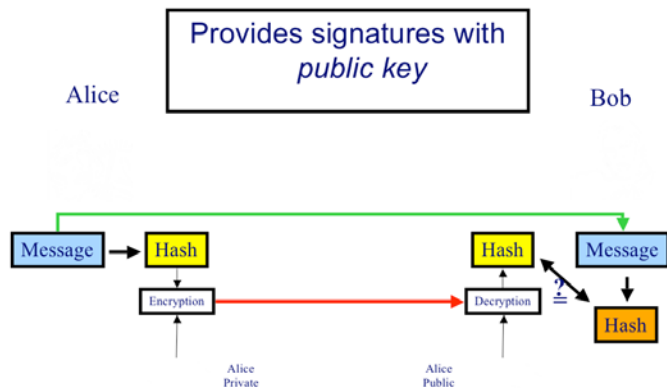 Provides signatures with
public key
Alice
Bob
Message
Hash
Hash
Message
Encryption
Decryption
?
=
Hash
Alice
Private
Alice
Public